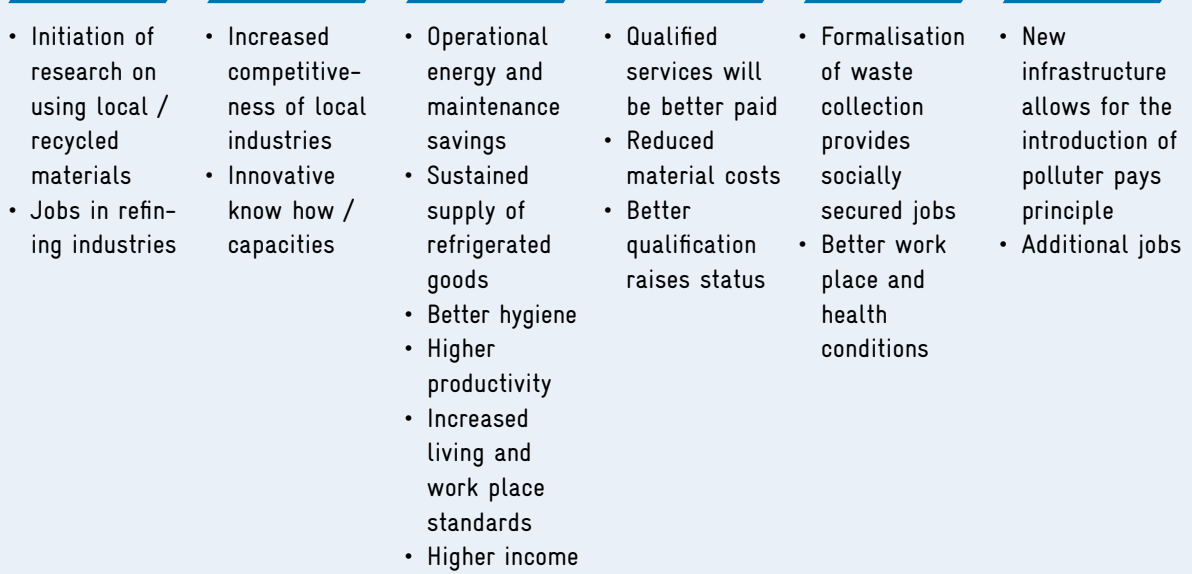 • Initiation of
research on
using local /
recycled
materials
• Jobs in refin-
ing industries
• Increased
competitive-
ness of local
industries
• Innovative
know how /
capacities
• Operational
energy and
maintenance
savings
• Sustained
supply of
refrigerated
goods
• Better hygiene
• Higher
productivity
• Increased
living and
work place
standards
• Higher income
• Qualified
services will
be better paid
• Reduced
material costs
• Better
qualification
raises status
• Formalisation
of waste
collection
provides
socially
secured jobs
• Better work
place and
health
conditions
• New
infrastructure
allows for the
introduction of
polluter pays
principle
• Additional jobs